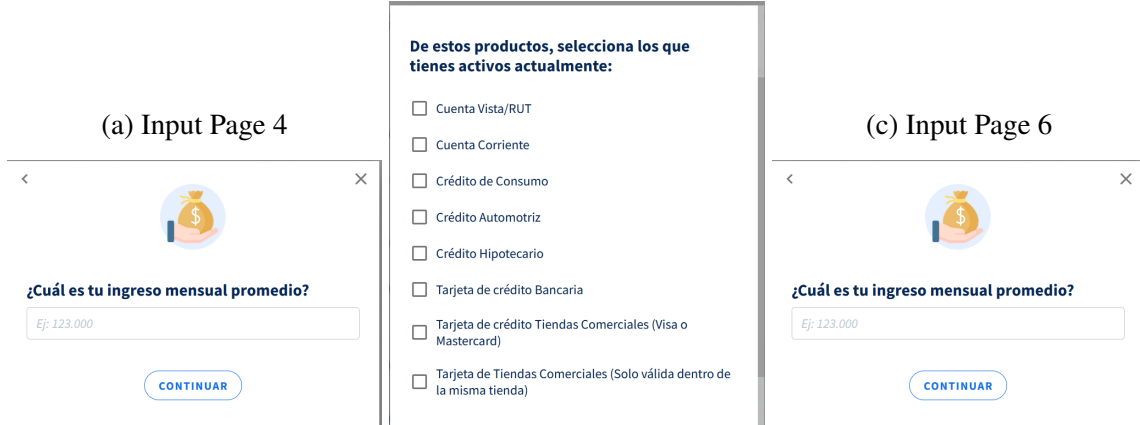 (a) Input Page 4
<
×
$
¿Cuál es tu ingreso mensual promedio?
Ej: 123.000
CONTINUAR
De estos productos, selecciona los que
tienes activos actualmente:
Cuenta Vista/RUT
Cuenta Corriente
Crédito de Consumo
Crédito Automotriz
Crédito Hipotecario
Tarjeta de crédito Bancaria
Tarjeta de crédito Tiendas Comerciales (Visa o
Mastercard)
Tarjeta de Tiendas Comerciales (Solo válida dentro de
la misma tienda)
(c) Input Page 6
<
×
$
¿Cuál es tu ingreso mensual promedio?
Ej: 123.000
CONTINUAR